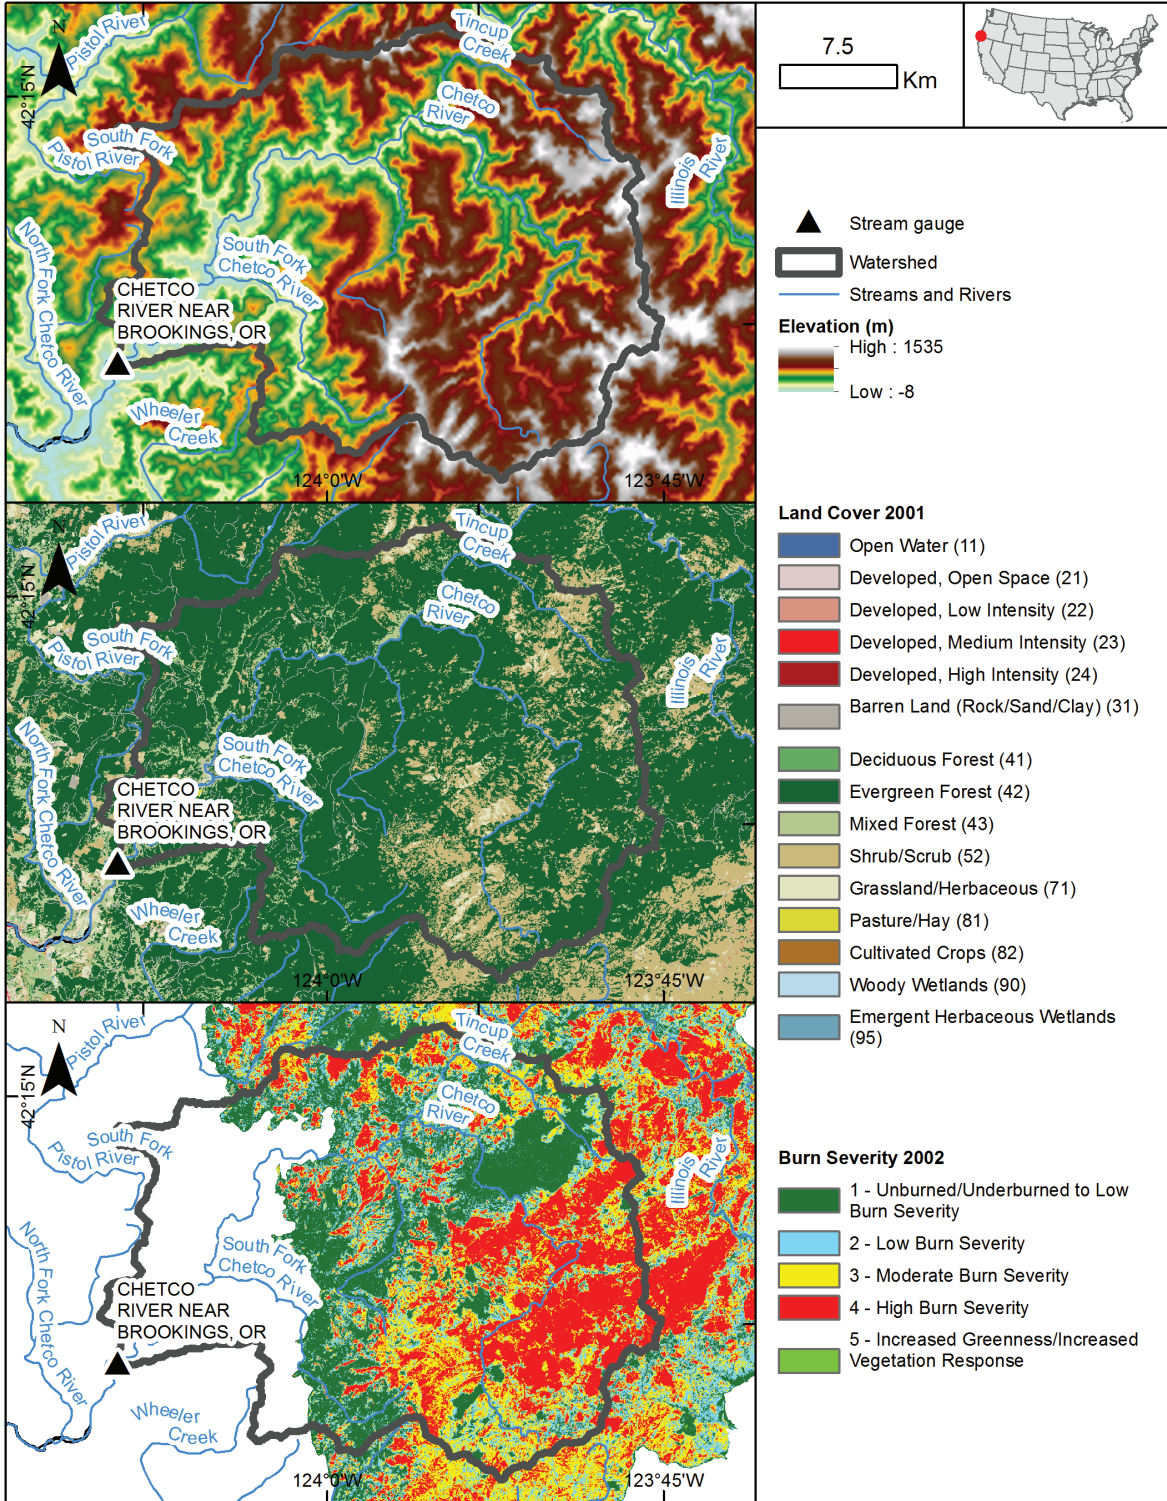 N
Pistol River
Tincup
Creek
42°15'N
Chetco
River
South Fork
Pistol River
Illinois
River
North Fork Chetco River
South Fork
Chetco River
CHETCO
RIVER NEAR
BROOKINGS, OR
Wheeler
Creek
124°0'W
123°45'W
7.5
Km
Stream gauge
Watershed
Streams and Rivers
Elevation (m)
High : 1535
Low : -8
N
Pistol River
Tincup
Creek
42°15'N
Chetco
River
South Fork
Pistol River
Illinois
River
North Fork Chetco River
South Fork
Chetco River
CHETCO
RIVER NEAR
BROOKINGS, OR
Wheeler
Creek
124°0'W
123°45'W
Land Cover 2001
Open Water (11)
Developed, Open Space (21)
Developed, Low Intensity (22)
Developed, Medium Intensity (23)
Developed, High Intensity (24)
Barren Land (Rock/Sand/Clay) (31)
Deciduous Forest (41)
Evergreen Forest (42)
Mixed Forest (43)
Shrub/Scrub (52)
Grassland/Herbaceous (71)
Pasture/Hay (81)
Cultivated Crops (82)
Woody Wetlands (90)
Emergent Herbaceous Wetlands
(95)
N
Pistol River
Tincup
Creek
42°15'N
Chetco
River
South Fork
Pistol River
Illinois
River
North Fork Chetco River
South Fork
Chetco River
CHETCO
RIVER NEAR
BROOKINGS, OR
Wheeler
Creek
124°0'W
123°45'W
Burn Severity 2002
1 - Unburned/Underburned to Low
Burn Severity
2 - Low Burn Severity
3 - Moderate Burn Severity
4 - High Burn Severity
5 - Increased Greenness/Increased
Vegetation Response